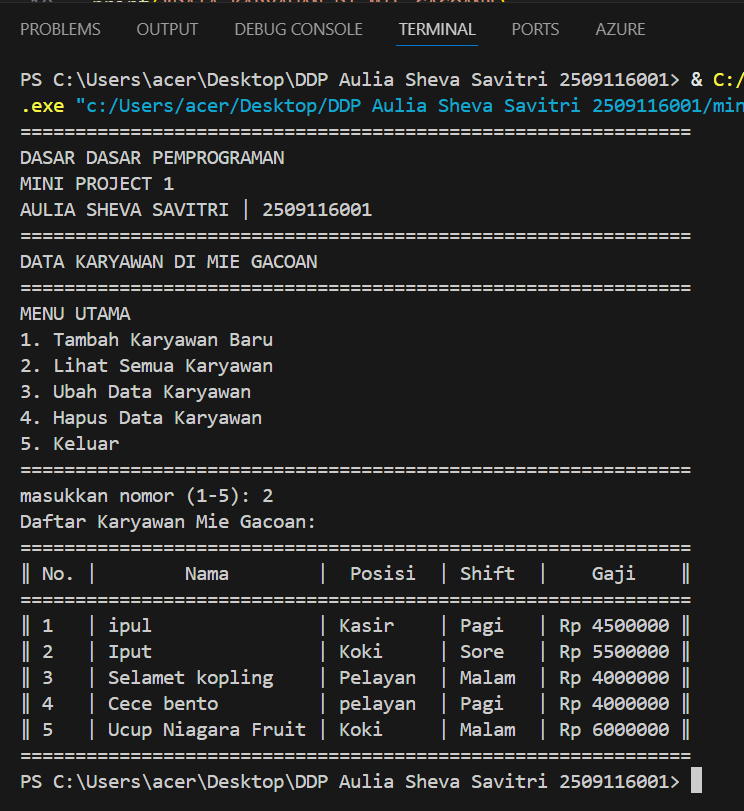 PROBLEMS OUTPUT DEBUG CONSOLE TERMINAL PORTS AZURE
PS C:\Users\acer\Desktop\DDP Aulia Sheva Savitri 2509116001> & C:/
.exe "c:/Users/acer/Desktop/DDP Aulia Sheva Savitri 2509116001/min
=============================================================
DASAR DASAR PEMPROGRAMAN
MINI PROJECT 1
AULIA SHEVA SAVITRI | 2509116001
=============================================================
DATA KARYAWAN DI MIE GACOAN
=============================================================
MENU UTAMA
1. Tambah Karyawan Baru
2. Lihat Semua Karyawan
3. Ubah Data Karyawan
4. Hapus Data Karyawan
5. Keluar
=============================================================
masukkan nomor (1-5): 2
Daftar Karyawan Mie Gacoan:
=============================================================
‖ No. |        Nama        |  Posisi  | Shift  |    Gaji    ‖
=============================================================
‖ 1   | ipul               | Kasir    | Pagi   | Rp 4500000 ‖
‖ 2   | Iput               | Koki     | Sore   | Rp 5500000 ‖
‖ 3   | Selamet kopling    | Pelayan  | Malam  | Rp 4000000 ‖
‖ 4   | Cece bento         | pelayan  | Pagi   | Rp 4000000 ‖
‖ 5   | Ucup Niagara Fruit | Koki     | Malam  | Rp 6000000 ‖
=============================================================
PS C:\Users\acer\Desktop\DDP Aulia Sheva Savitri 2509116001>